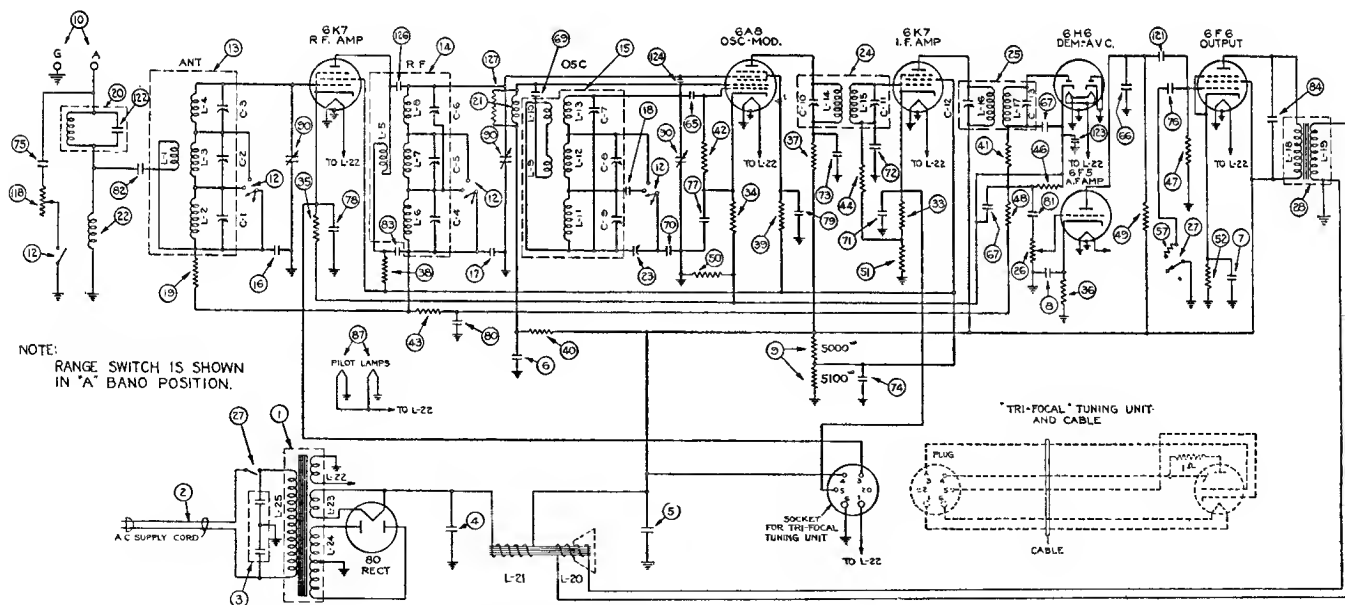 10
G A
13
ANT
20
122
75
118
12
22
82
L-1
L-4
L-3
L-2
C-3
C-2
C-1
12
16
19
90
6K7
R.F. AMP
TO L-22
35
78
126
14
RF
L-5
L-8
L-7
L-6
C-6
C-5
C-4
83
38
12
17
43
80
127
21
90
69
OSC
15
L-10
L-9
L-13
L-12
L-11
C-7
C-8
C-9
18
12
23
70
65
124
42
90
77
50
6
40
6A8
OSC-MOD.
TO L-22
34
39
79
37
24
C-10
L-14
L-15
C-11
73
72
44
71
6K7
I.F. AMP
TO L-22
33
51
C-12
25
L-16
L-17
C-13
41
67
6H6
DEM-A.V.C.
123
TO L-22
6F5
A.F. AMP
46
67
48
81
26
8
36
66
49
121
76
47
57
27
6F6
OUTPUT
TO L-22
52
7
84
L-18
L-19
28
9
5000ω
5100ω
74
NOTE:
RANGE SWITCH IS SHOWN
IN "A" BAND POSITION.
87
PILOT LAMPS
TO L-22
27
1
2
A.C. SUPPLY CORD
3
L-25
L-22
L-23
L-24
80
RECT
4
L-21
L-20
5
SOCKET
FOR TRI-FOCAL
TUNING UNIT
TO L-22
"TRI-FOCAL" TUNING UNIT
AND CABLE
PLUG
CABLE